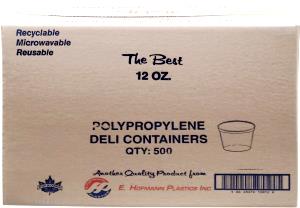 Recyclable
Microwavable
Reusable
The Best
12 OZ.
POLYPROPYLENE
DELI CONTAINERS
QTY: 500
Another Quality Product from
E. HOFMANN PLASTICS INC